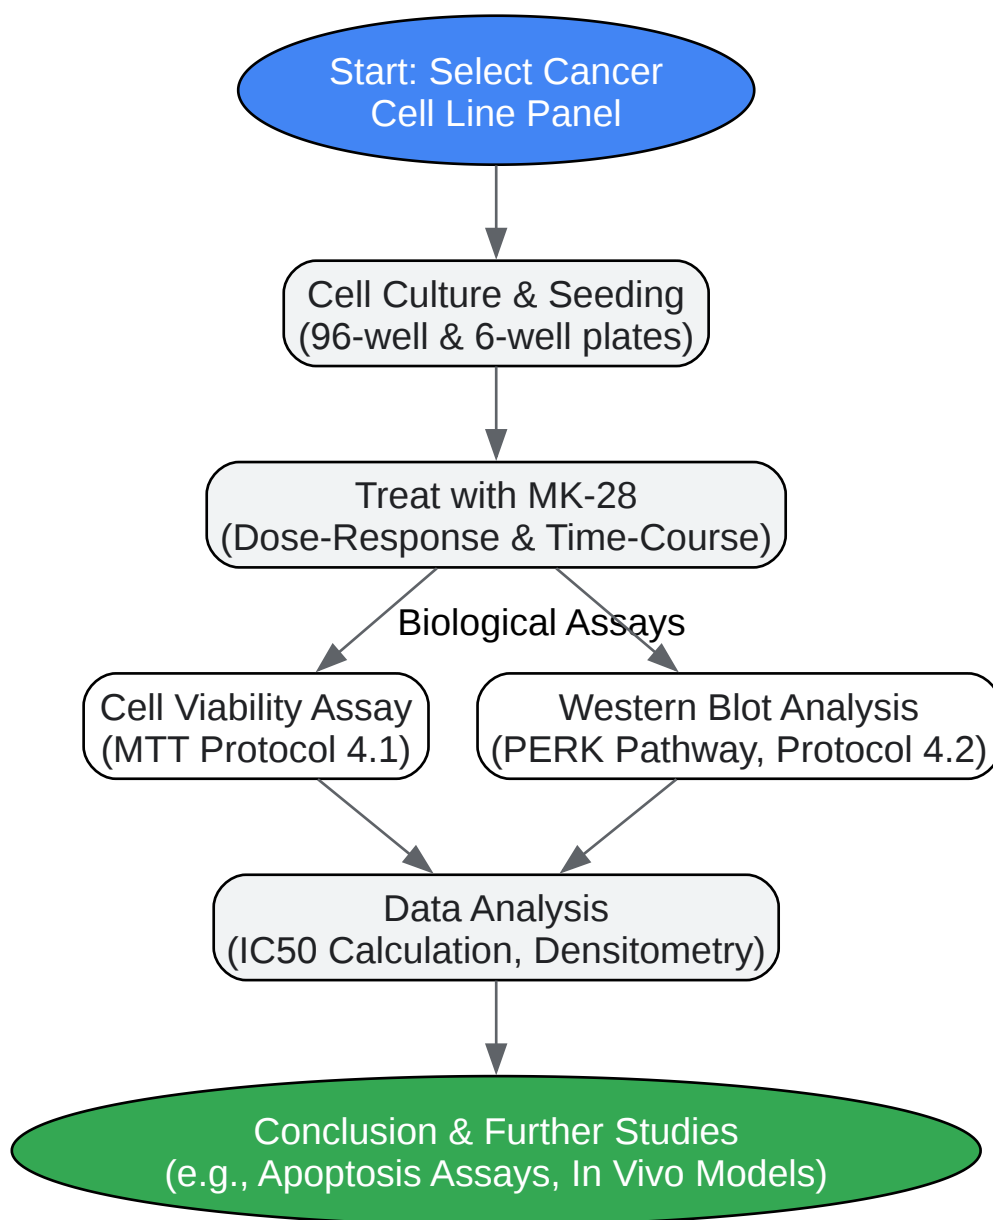 Start: Select Cancer
Cell Line Panel
Cell Culture & Seeding
(96-well & 6-well plates)
Treat with MK-28
(Dose-Response & Time-Course)
Biological Assays
Cell Viability Assay
(MTT Protocol 4.1)
Western Blot Analysis
(PERK Pathway, Protocol 4.2)
Data Analysis
(IC50 Calculation, Densitometry)
Conclusion & Further Studies
(e.g., Apoptosis Assays, In Vivo Models)